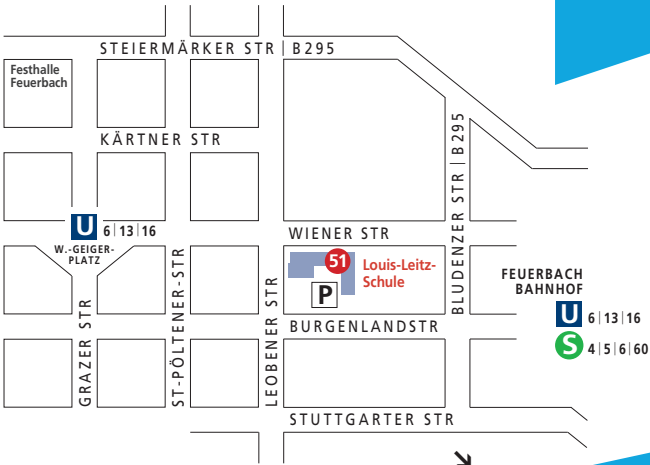 STEIERMÄRKER STR | B295
Festhalle
Feuerbach
KÄRTNER STR
BLUDENZER STR | B295
U 6|13|16
W.-GEIGER-
PLATZ
WIENER STR
51
Louis-Leitz-
Schule
P
FEUERBACH
BAHNHOF
U 6|13|16
S 4|5|6|60
GRAZER STR
ST-PÖLTENER-STR
LEOBENER STR
BURGENLANDSTR
STUTTGARTER STR